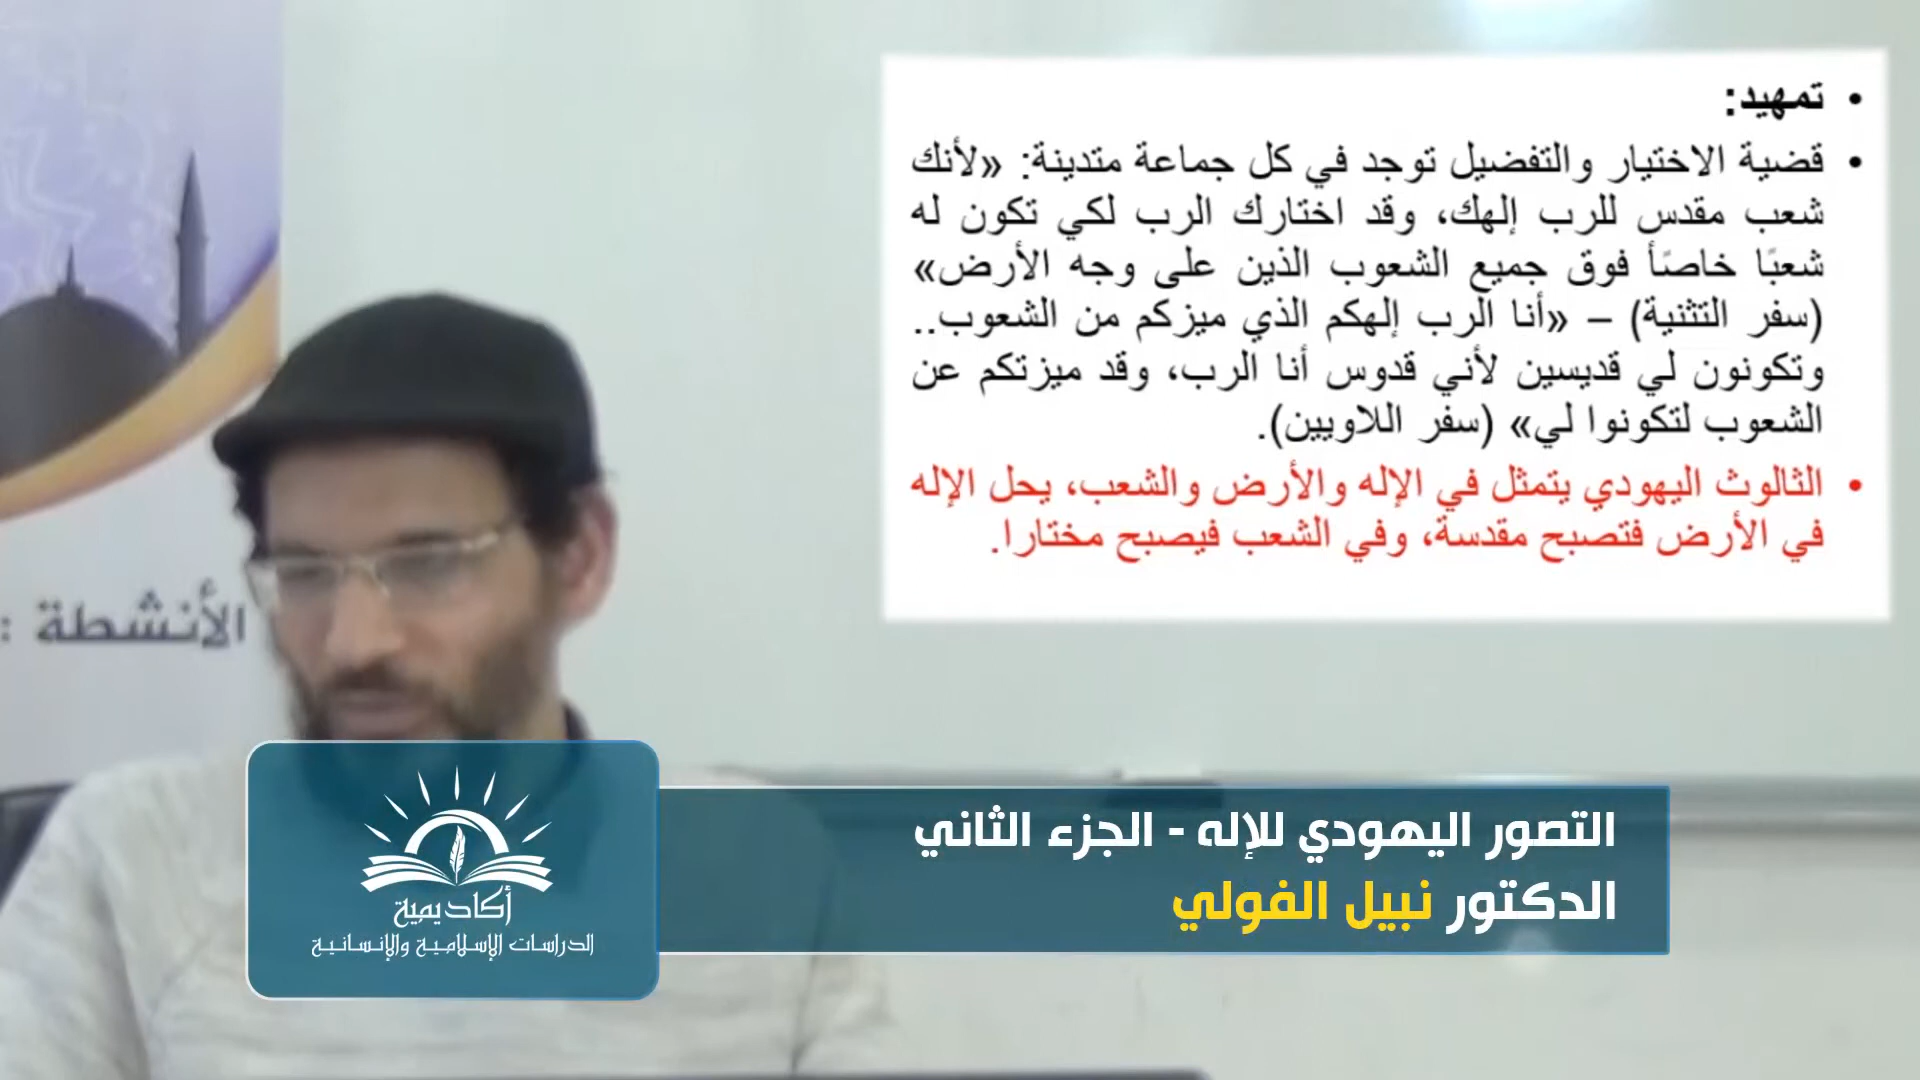 • تمهيد:
• قضية الاختيار والتفضيل توجد في كل جماعة متدينة: «لأنك
شعب مقدس للرب إلهك، وقد اختارك الرب لكي تكون له
شعبًا خاصًأ فوق جميع الشعوب الذين على وجه الأرض»
(سفر التثنية) – «أنا الرب إلهكم الذي ميزكم من الشعوب..
وتكونون لي قديسين لأني قدوس أنا الرب، وقد ميزتكم عن
الشعوب لتكونوا لي» (سفر اللاويين).
• الثالوث اليهودي يتمثل في الإله والأرض والشعب، يحل الإله
في الأرض فتصبح مقدسة، وفي الشعب فيصبح مختارا.
الأنشطة :
التصور اليهودي للإله - الجزء الثاني
الدكتور نبيل الفولي
أكاديمية
الدراسات الإسلامية والإنسانية